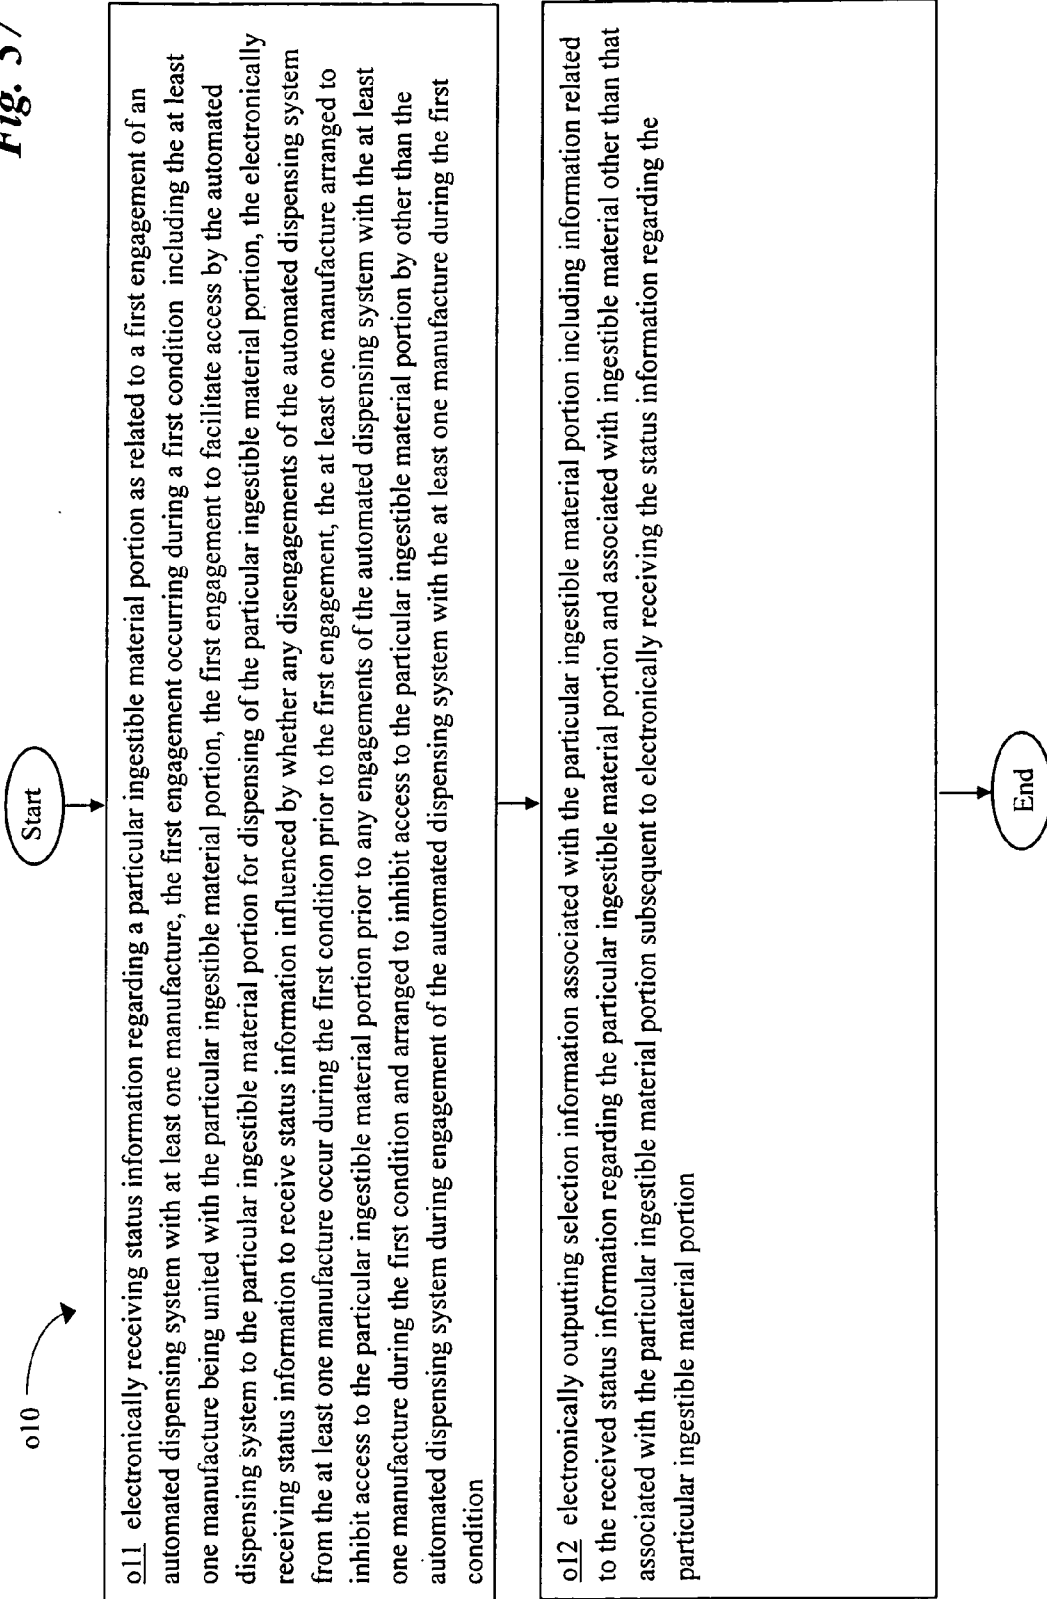 Fig. 37
o10
Start
o11 electronically receiving status information regarding a particular ingestible material portion as related to a first engagement of an
automated dispensing system with at least one manufacture, the first engagement occurring during a first condition including the at least
one manufacture being united with the particular ingestible material portion, the first engagement to facilitate access by the automated
dispensing system to the particular ingestible material portion for dispensing of the particular ingestible material portion, the electronically
receiving status information to receive status information influenced by whether any disengagements of the automated dispensing system
from the at least one manufacture occur during the first condition prior to the first engagement, the at least one manufacture arranged to
inhibit access to the particular ingestible material portion prior to any engagements of the automated dispensing system with the at least
one manufacture during the first condition and arranged to inhibit access to the particular ingestible material portion by other than the
automated dispensing system during engagement of the automated dispensing system with the at least one manufacture during the first
condition
o12 electronically outputting selection information associated with the particular ingestible material portion including information related
to the received status information regarding the particular ingestible material portion and associated with ingestible material other than that
associated with the particular ingestible material portion subsequent to electronically receiving the status information regarding the
particular ingestible material portion
End